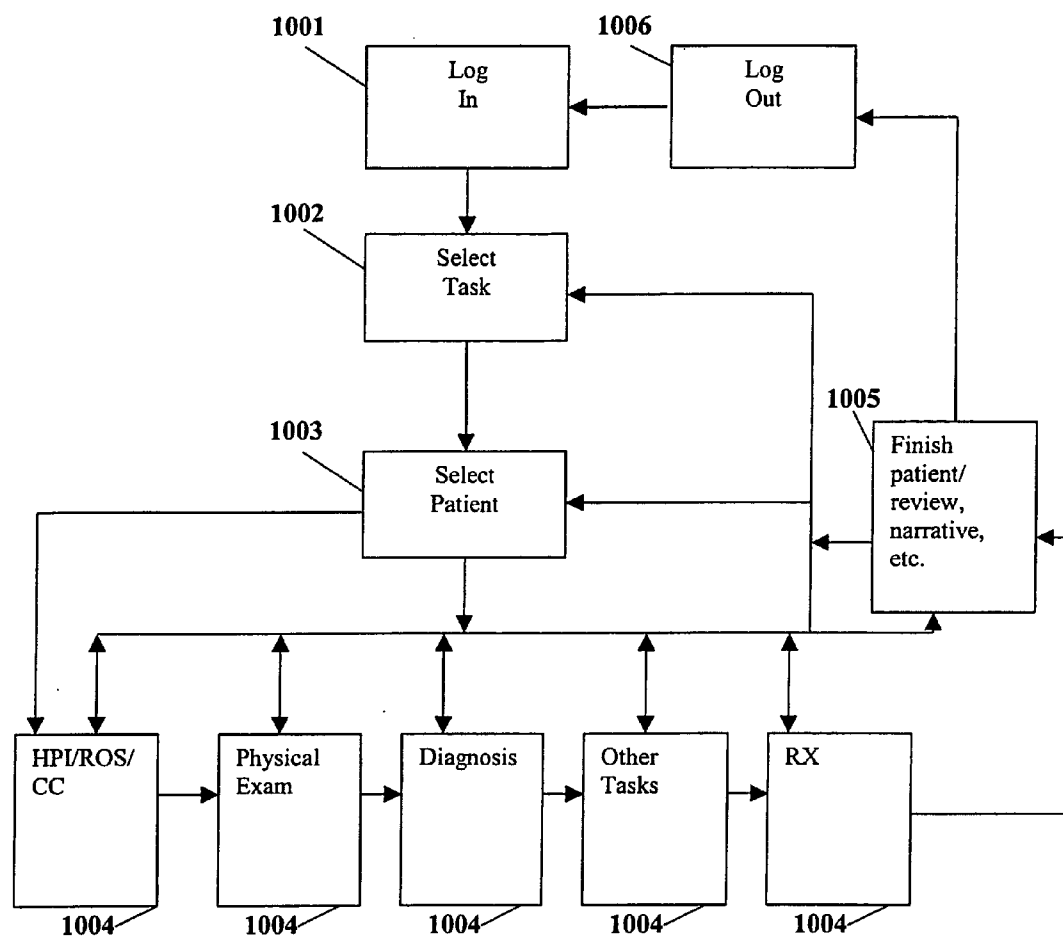 1001
1006
Log
In
Log
Out
1002
Select
Task
1003
Select
Patient
1005
Finish
patient/
review,
narrative,
etc.
HPI/ROS/
CC
Physical
Exam
Diagnosis
Other
Tasks
RX
1004
1004
1004
1004
1004